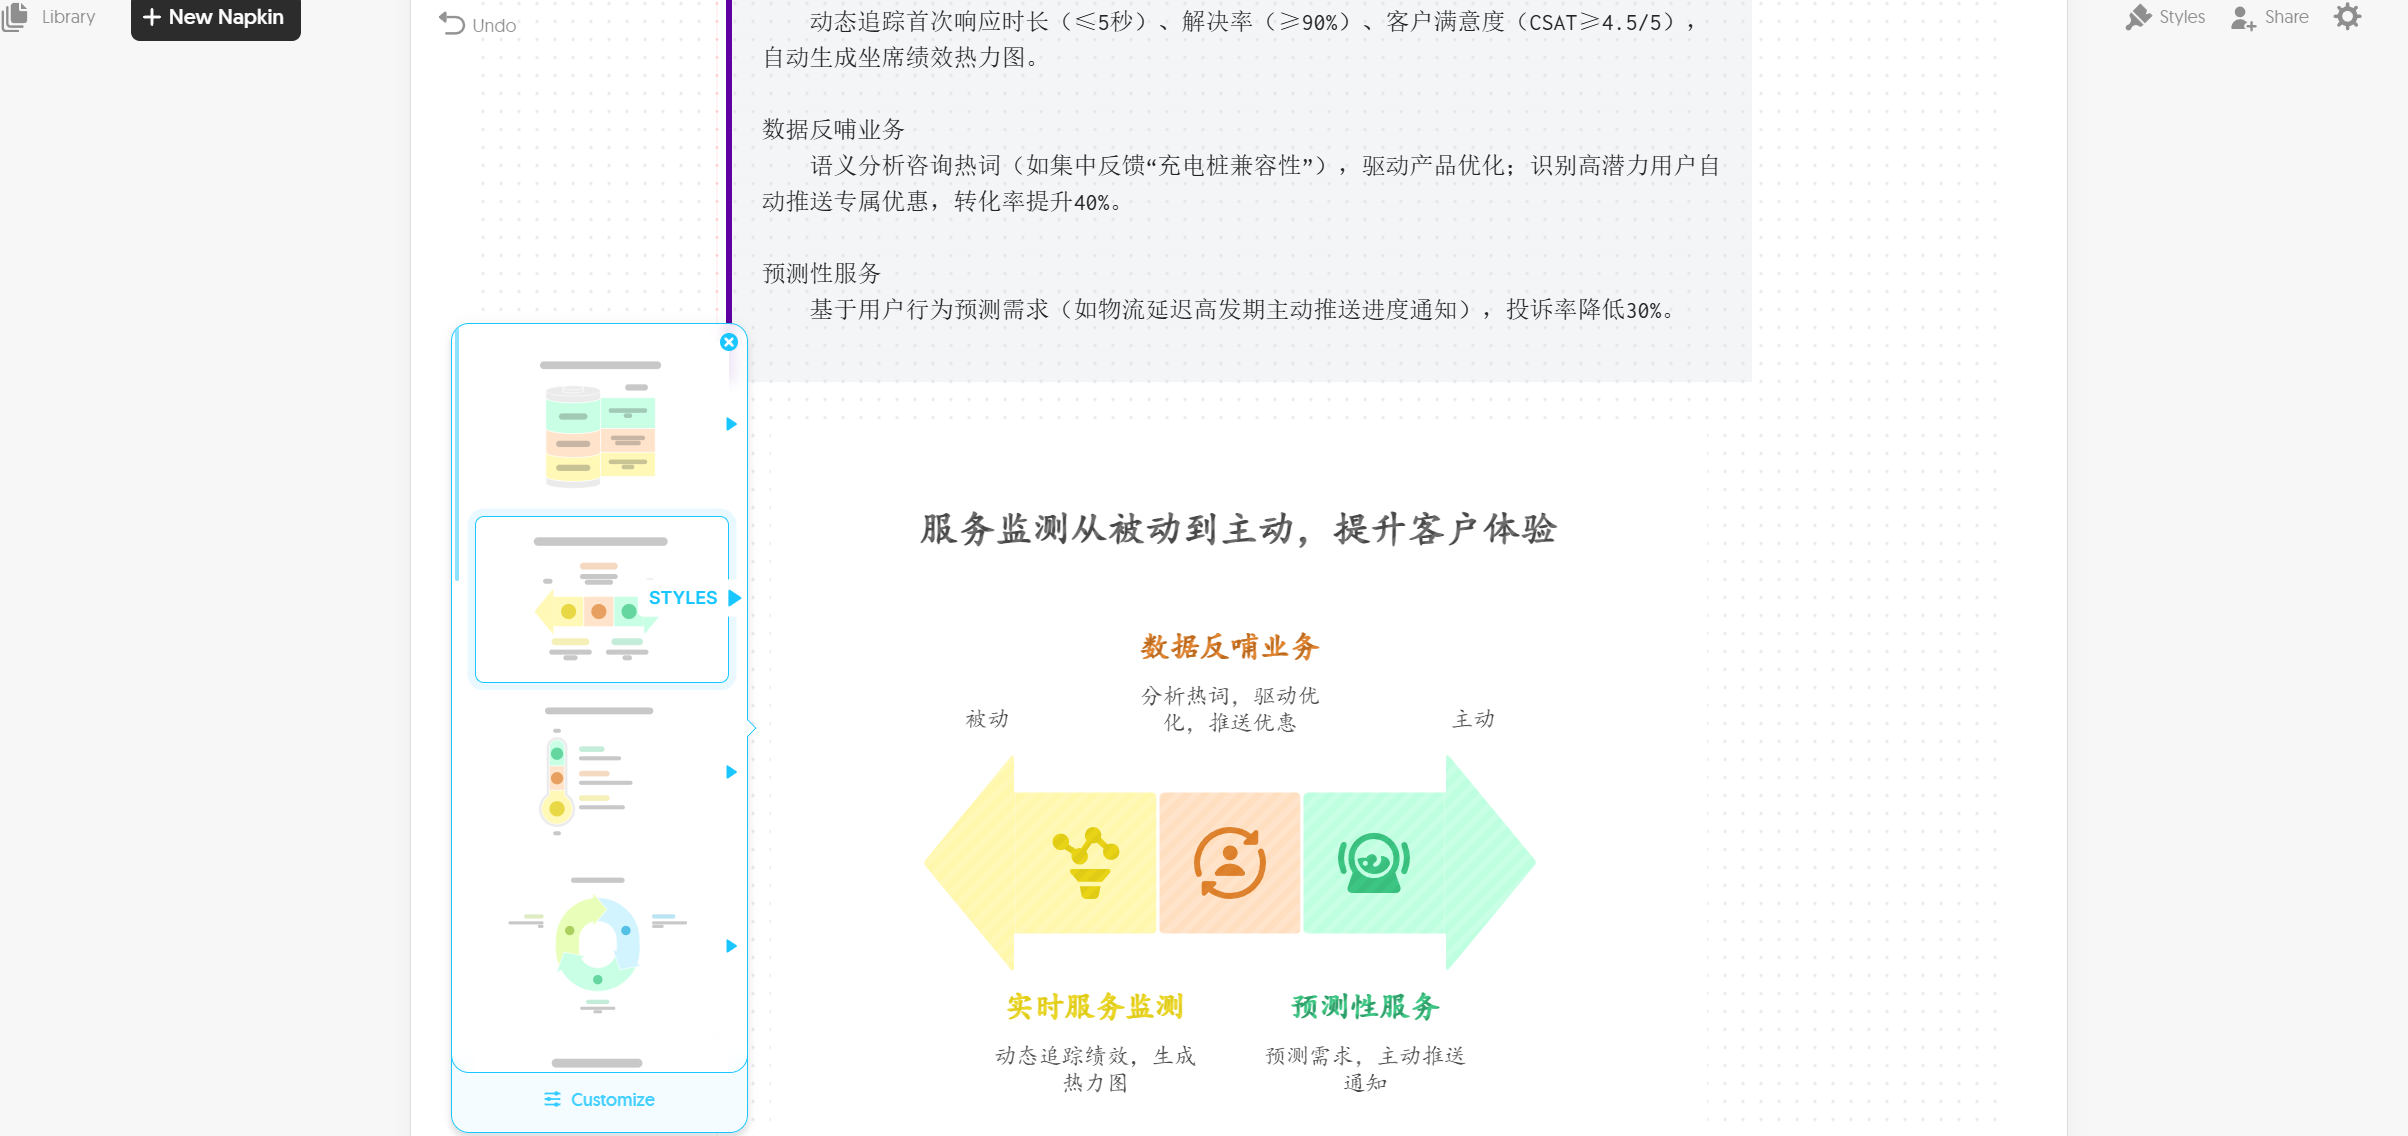 Library
New Napkin
Undo
Styles
Share
动态追踪首次响应时长（≤5秒）、解决率（≥90%）、客户满意度（CSAT≥4.5/5），
自动生成坐席绩效热力图。
数据反哺业务
语义分析咨询热词（如集中反馈“充电桩兼容性”），驱动产品优化；识别高潜力用户自
动推送专属优惠，转化率提升40%。
预测性服务
基于用户行为预测需求（如物流延迟高发期主动推送进度通知），投诉率降低30%。
STYLES
Customize
服务监测从被动到主动，提升客户体验
数据反哺业务
分析热词，驱动优
化，推送优惠
被动
主动
实时服务监测
动态追踪绩效，生成
热力图
预测性服务
预测需求，主动推送
通知